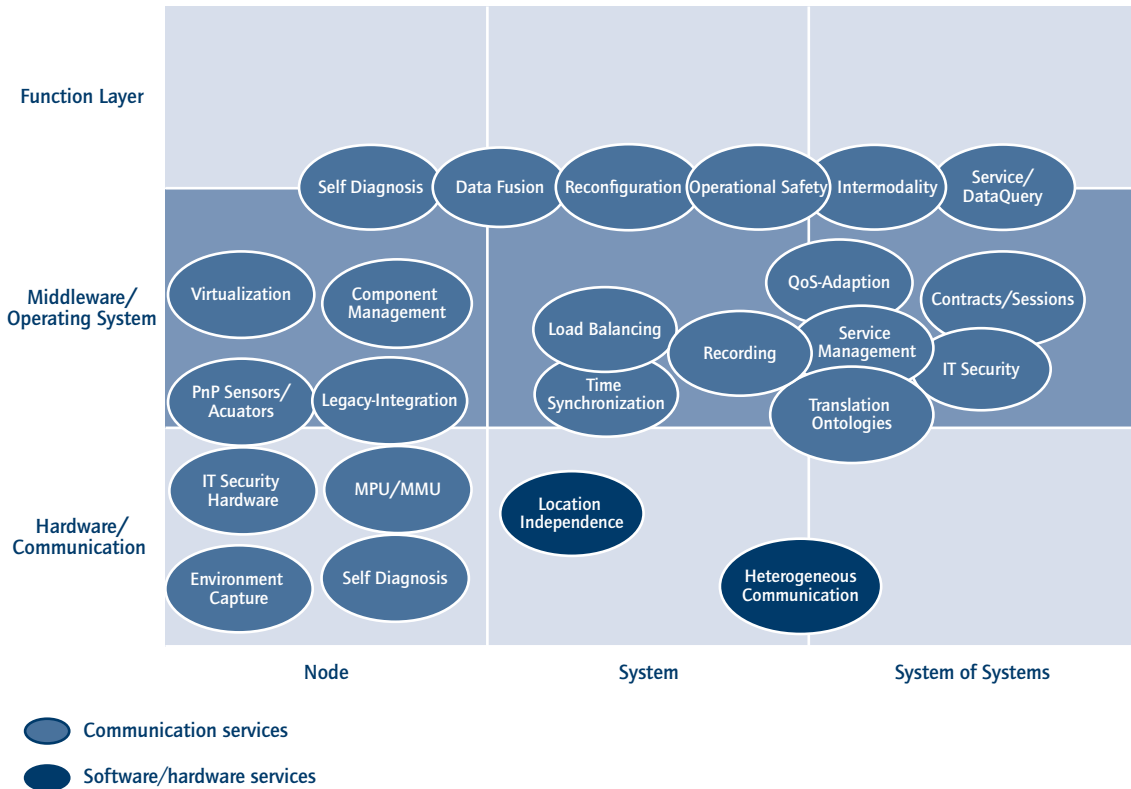 Function Layer
Self Diagnosis
Data Fusion
Reconfiguration
Operational Safety
Intermodality
Service/
DataQuery
Middleware/
Operating System
Virtualization
Component
Management
QoS-Adaption
Contracts/Sessions
Load Balancing
Recording
Service
Management
IT Security
PnP Sensors/
Acuators
Legacy-Integration
Time
Synchronization
Translation
Ontologies
Hardware/
Communication
IT Security
Hardware
MPU/MMU
Location
Independence
Environment
Capture
Self Diagnosis
Heterogeneous
Communication
Node
System
System of Systems
Communication services
Software/hardware services